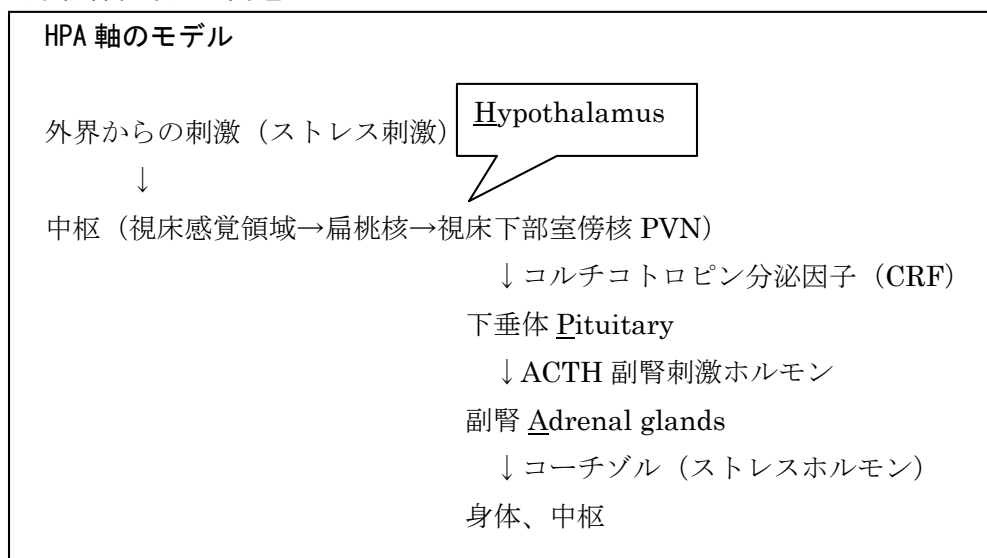 HPA 軸のモデル
Hypothalamus
外界からの刺激（ストレス刺激）
↓
中枢（視床感覚領域→扁桃核→視床下部室傍核 PVN）
↓コルチコトロピン分泌因子（CRF）
下垂体 Pituitary
↓ACTH 副腎刺激ホルモン
副腎 Adrenal glands
↓コーチゾル（ストレスホルモン）
身体、中枢